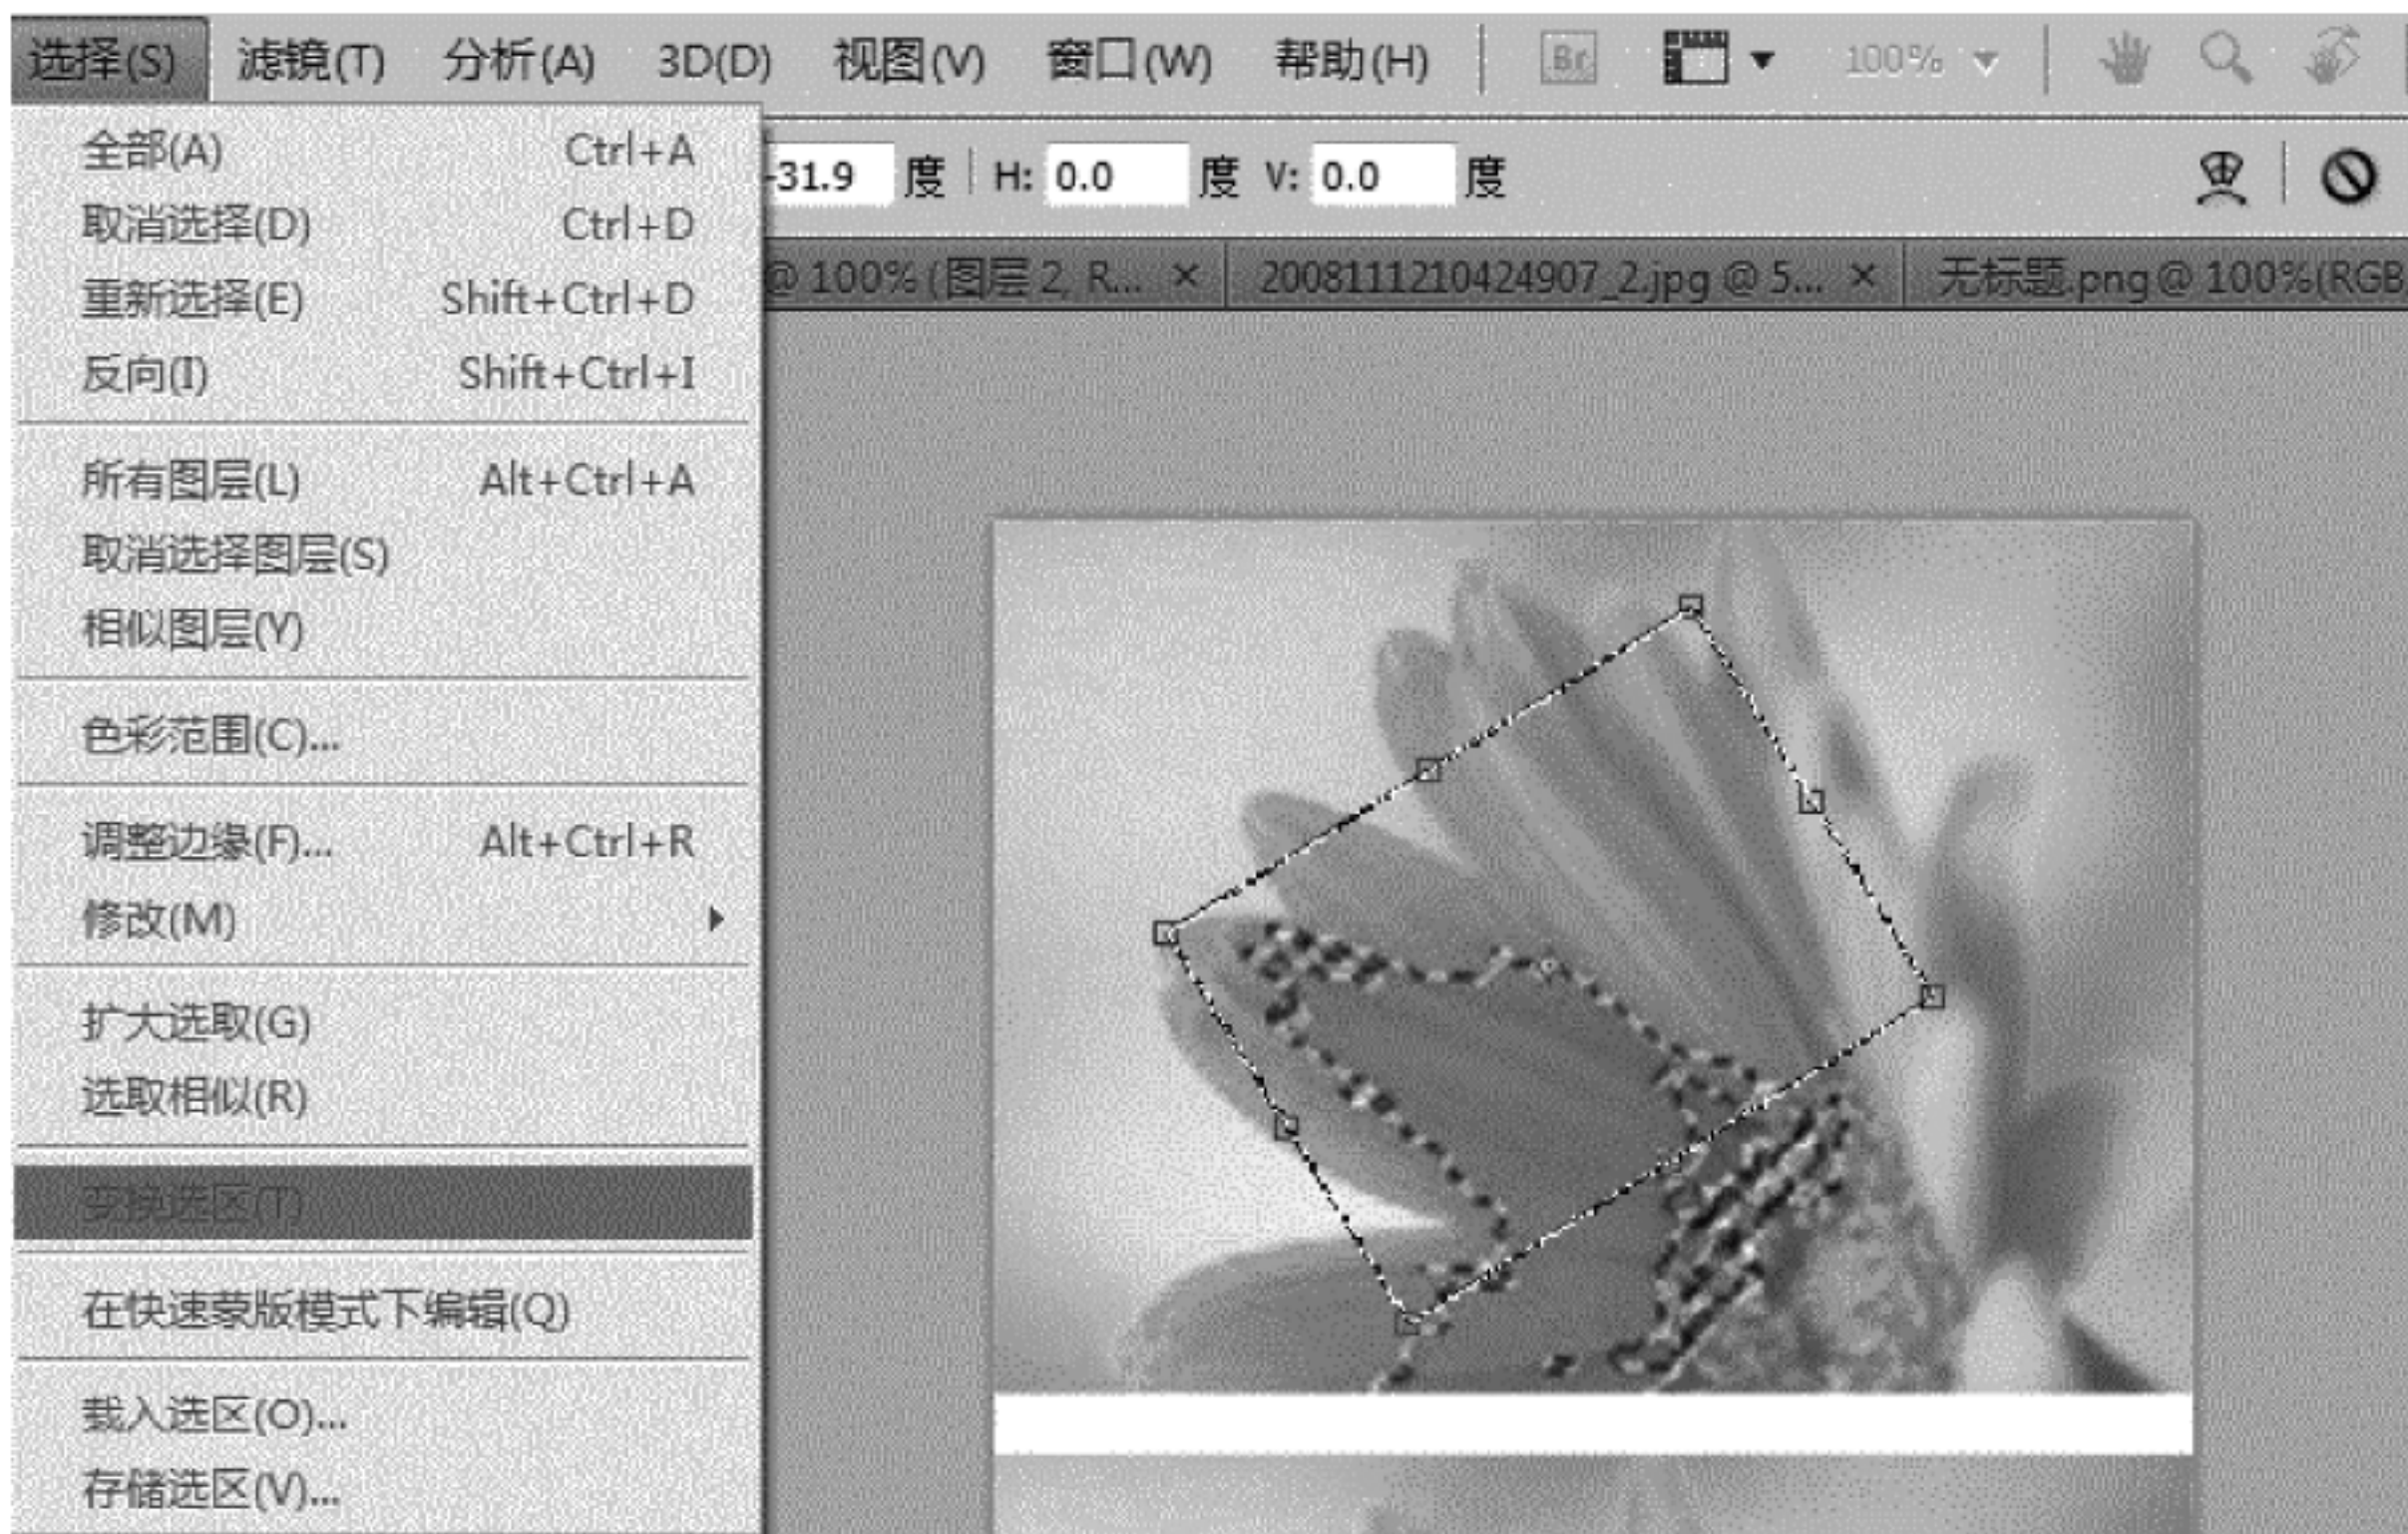 选择(S) 滤镜(T) 分析(A) 3D(D) 视图(V) 窗口(W) 帮助(H) Br 100%
-31.9 度 H: 0.0 度 V: 0.0 度
@ 100% (图层 2, R... × 2008111210424907_2.jpg @ 5... × 无标题.png@ 100%(RGB
全部(A) Ctrl+A
取消选择(D) Ctrl+D
重新选择(E) Shift+Ctrl+D
反向(I) Shift+Ctrl+I
所有图层(L) Alt+Ctrl+A
取消选择图层(S)
相似图层(Y)
色彩范围(C)...
调整边缘(F)... Alt+Ctrl+R
修改(M)
扩大选取(G)
选取相似(R)
变换选区(T)
在快速蒙版模式下编辑(Q)
载入选区(O)...
存储选区(V)...